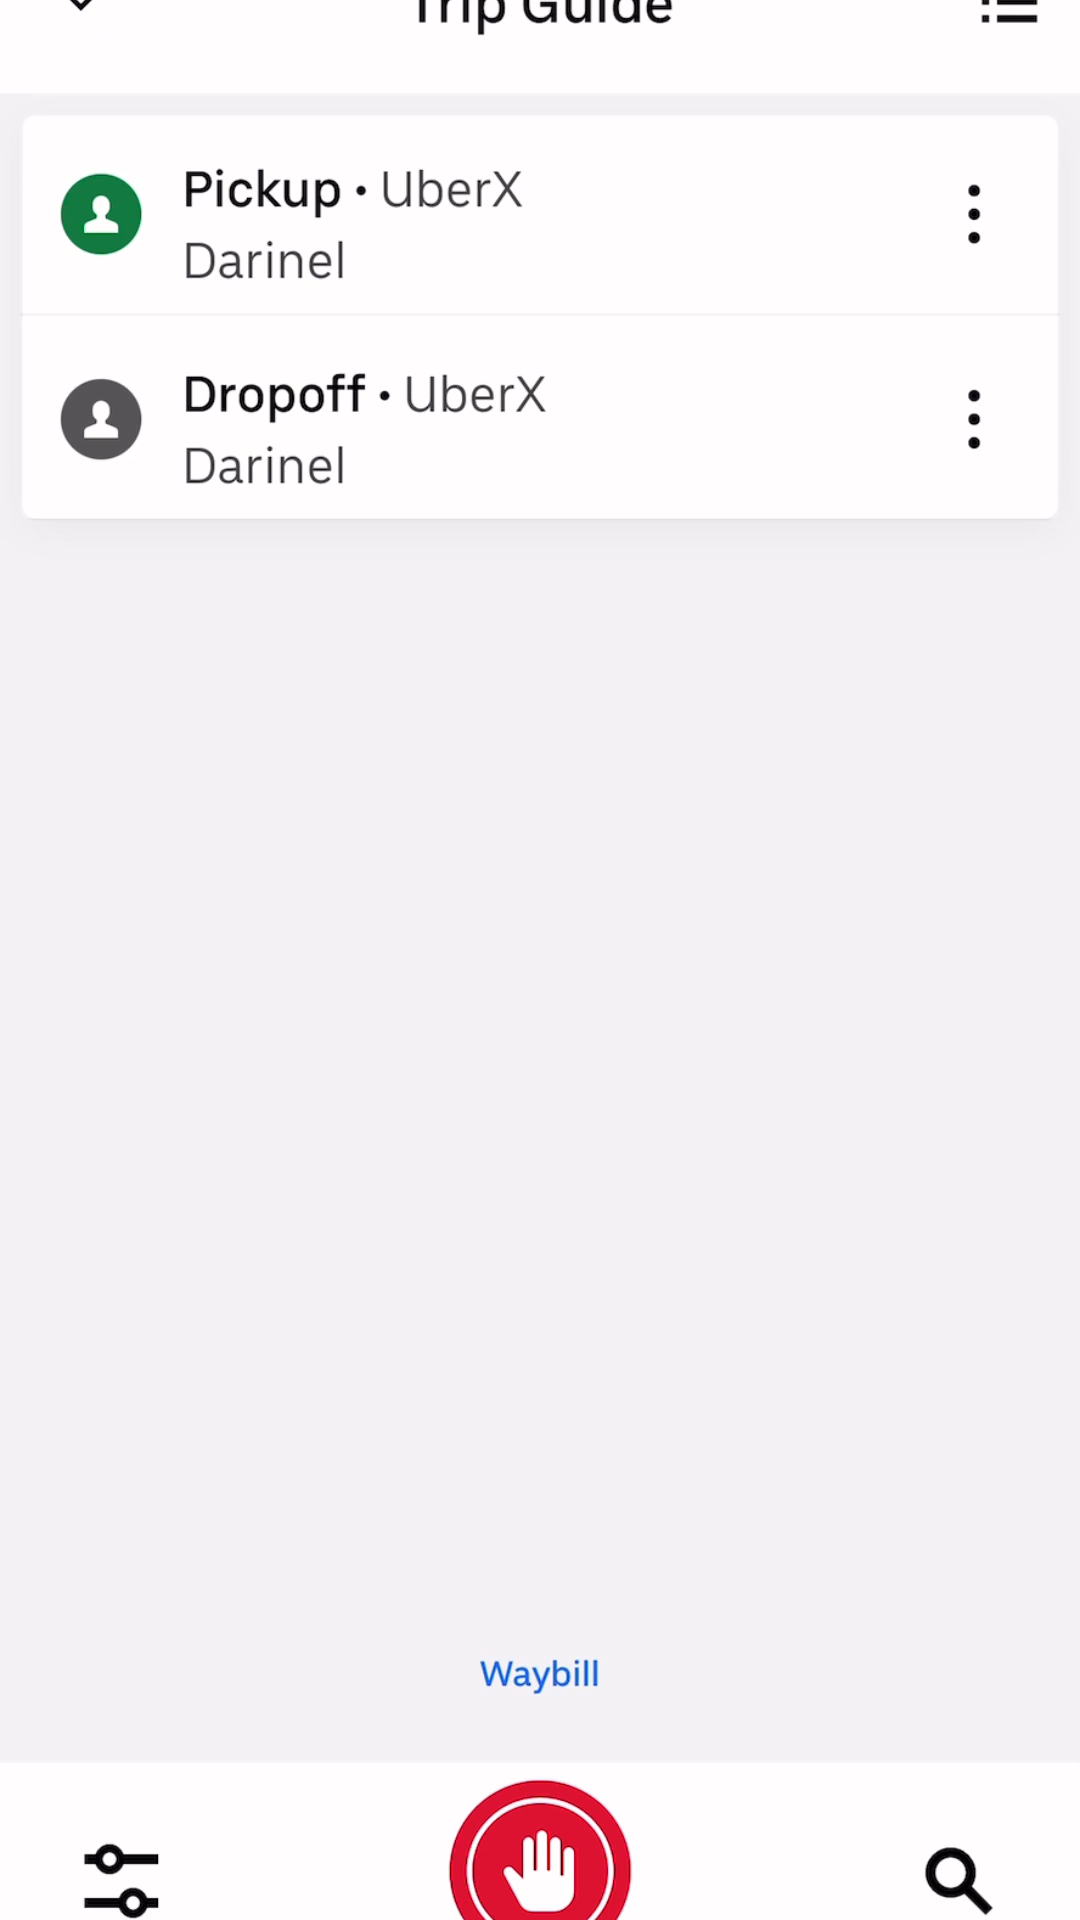 Trip Guide
Pickup • UberX
Darinel
Dropoff • UberX
Darinel
Waybill